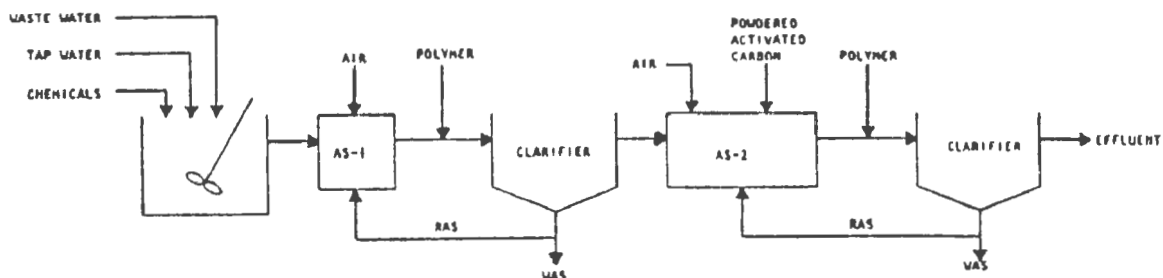 WASTE WATER
TAP WATER
CHEMICALS
AIR
POLYMER
AS-1
CLARIFIER
RAS
WAS
AIR
POWDERED
ACTIVATED
CARBON
POLYMER
AS-2
CLARIFIER
EFFLUENT
RAS
WAS